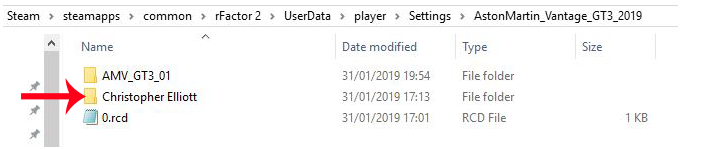 Steam > steamapps > common > rFactor 2 > UserData > player > Settings > AstonMartin_Vantage_GT3_2019
Name Date modified Type Size
AMV_GT3_01 31/01/2019 19:54 File folder
Christopher Elliott 31/01/2019 17:13 File folder
0.rcd 31/01/2019 17:01 RCD File 1 KB